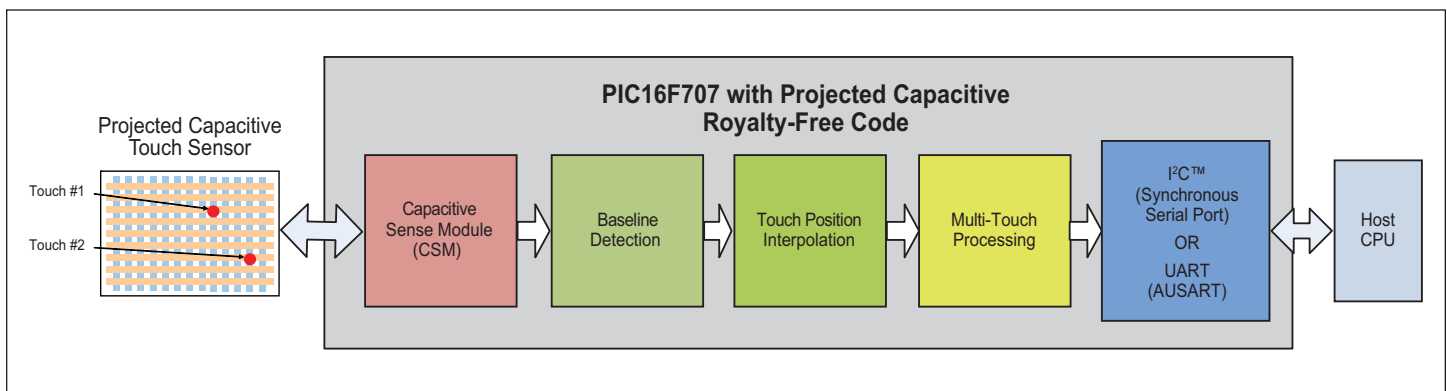 PIC16F707 with Projected Capacitive
Royalty-Free Code
Projected Capacitive
Touch Sensor
Touch #1
Touch #2
Capacitive
Sense Module
(CSM)
Baseline
Detection
Touch Position
Interpolation
Multi-Touch
Processing
I²C™
(Synchronous
Serial Port)
OR
UART
(AUSART)
Host
CPU